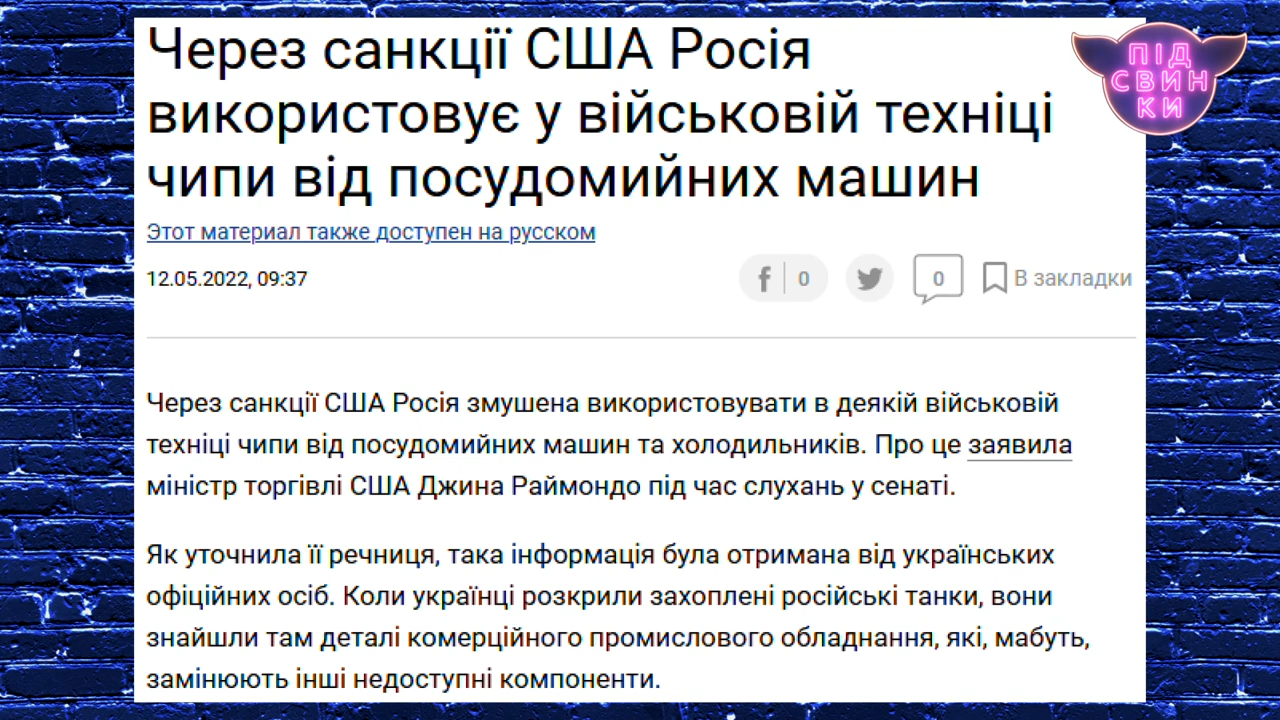 Через санкції США Росія
використовує у військовій техніці
чипи від посудомийних машин
Этот материал также доступен на русском
12.05.2022, 09:37
0
0
В закладки
Через санкції США Росія змушена використовувати в деякій військовій
техніці чипи від посудомийних машин та холодильників. Про це заявила
міністр торгівлі США Джина Раймондо під час слухань у сенаті.
Як уточнила її речниця, така інформація була отримана від українських
офіційних осіб. Коли українці розкрили захоплені російські танки, вони
знайшли там деталі комерційного промислового обладнання, які, мабуть,
замінюють інші недоступні компоненти.
ПІД
СВИН
КИ